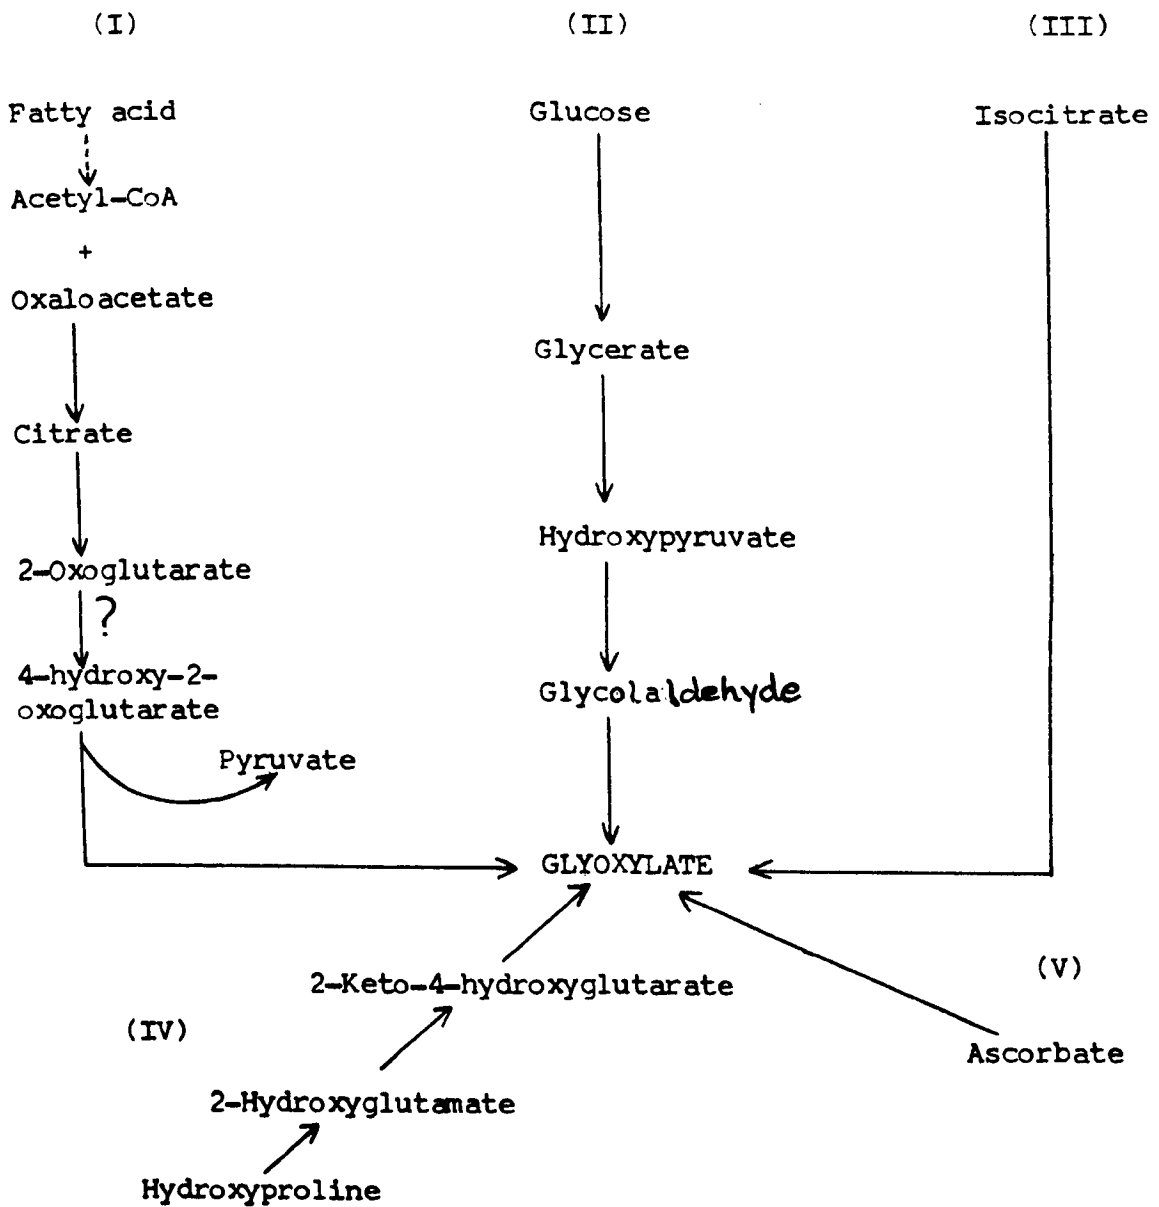 (I)
(II)
(III)
Fatty acid
Acetyl-CoA
+
Oxaloacetate
Citrate
2-Oxoglutarate
?
4-hydroxy-2-
oxoglutarate
Pyruvate
Glucose
Glycerate
Hydroxypyruvate
Glycolaldehyde
GLYOXYLATE
Isocitrate
2-Keto-4-hydroxyglutarate
(IV)
2-Hydroxyglutamate
Hydroxyproline
(V)
Ascorbate